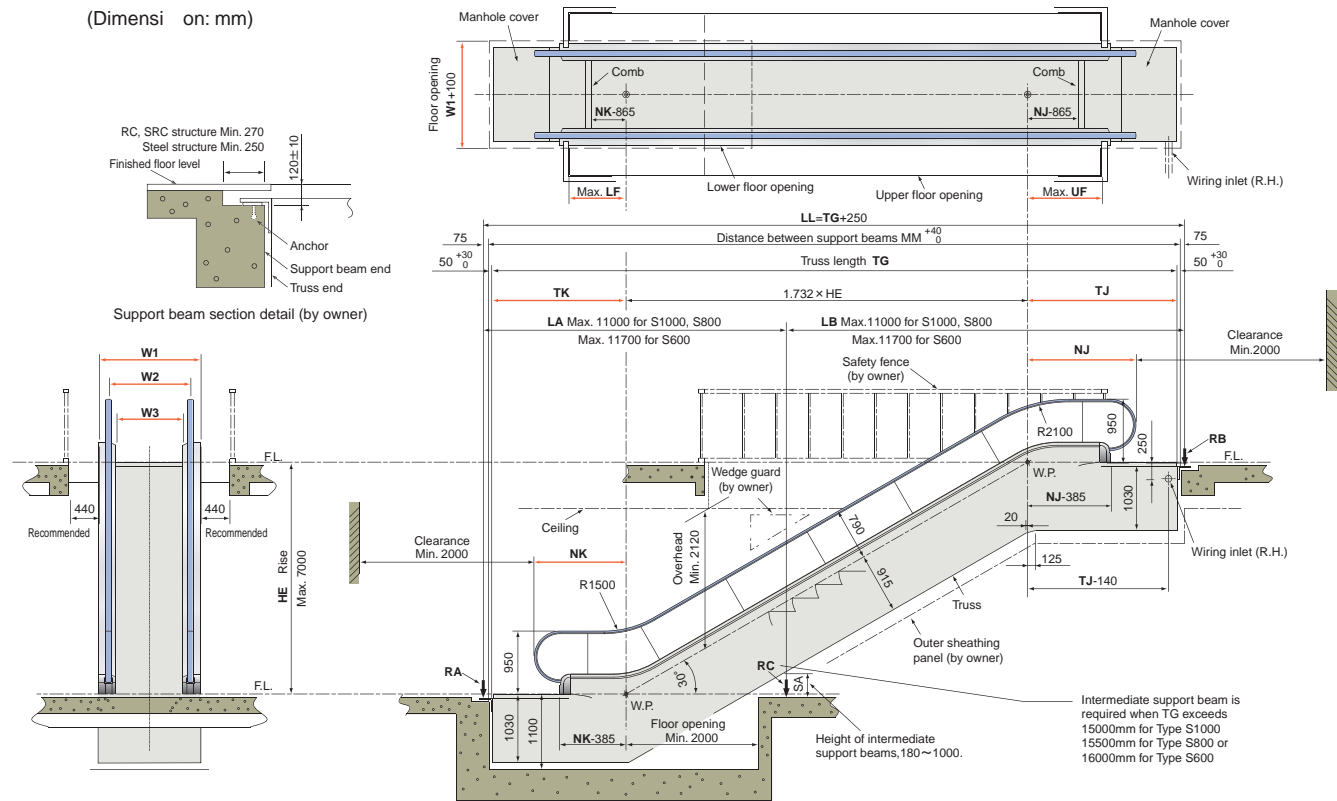 (Dimensi on: mm)
Manhole cover
Manhole cover
Floor opening
W1+100
Comb
Comb
NK-865
NJ-865
Lower floor opening
Upper floor opening
Wiring inlet (R.H.)
Max. LF
Max. UF
RC, SRC structure Min. 270
Steel structure Min. 250
Finished floor level
120±10
Anchor
Support beam end
Truss end
Support beam section detail (by owner)
LL=TG+250
75
Distance between support beams MM +40 0
75
50 +30 0
Truss length TG
50 +30 0
TK
1.732×HE
TJ
LA Max. 11000 for S1000, S800
Max. 11700 for S600
LB Max.11000 for S1000, S800
Max.11700 for S600
NJ
Clearance
Min.2000
Safety fence
(by owner)
W1
W2
W3
F.L.
440
Recommended
440
Recommended
HE Rise
Max. 7000
F.L.
R2100
950
250
RB
F.L.
W.P.
Wedge guard
(by owner)
Ceiling
NJ-385
1030
20
125
Wiring inlet (R.H.)
TJ-140
Clearance
Min. 2000
NK
Overhead
Min. 2120
790
915
R1500
Truss
Outer sheathing
panel (by owner)
950
RA
30°
RC
SA
W.P.
1030
1100
NK-385
Floor opening
Min. 2000
Height of intermediate
support beams,180～1000.
Intermediate support beam is
required when TG exceeds
15000mm for Type S1000
15500mm for Type S800 or
16000mm for Type S600